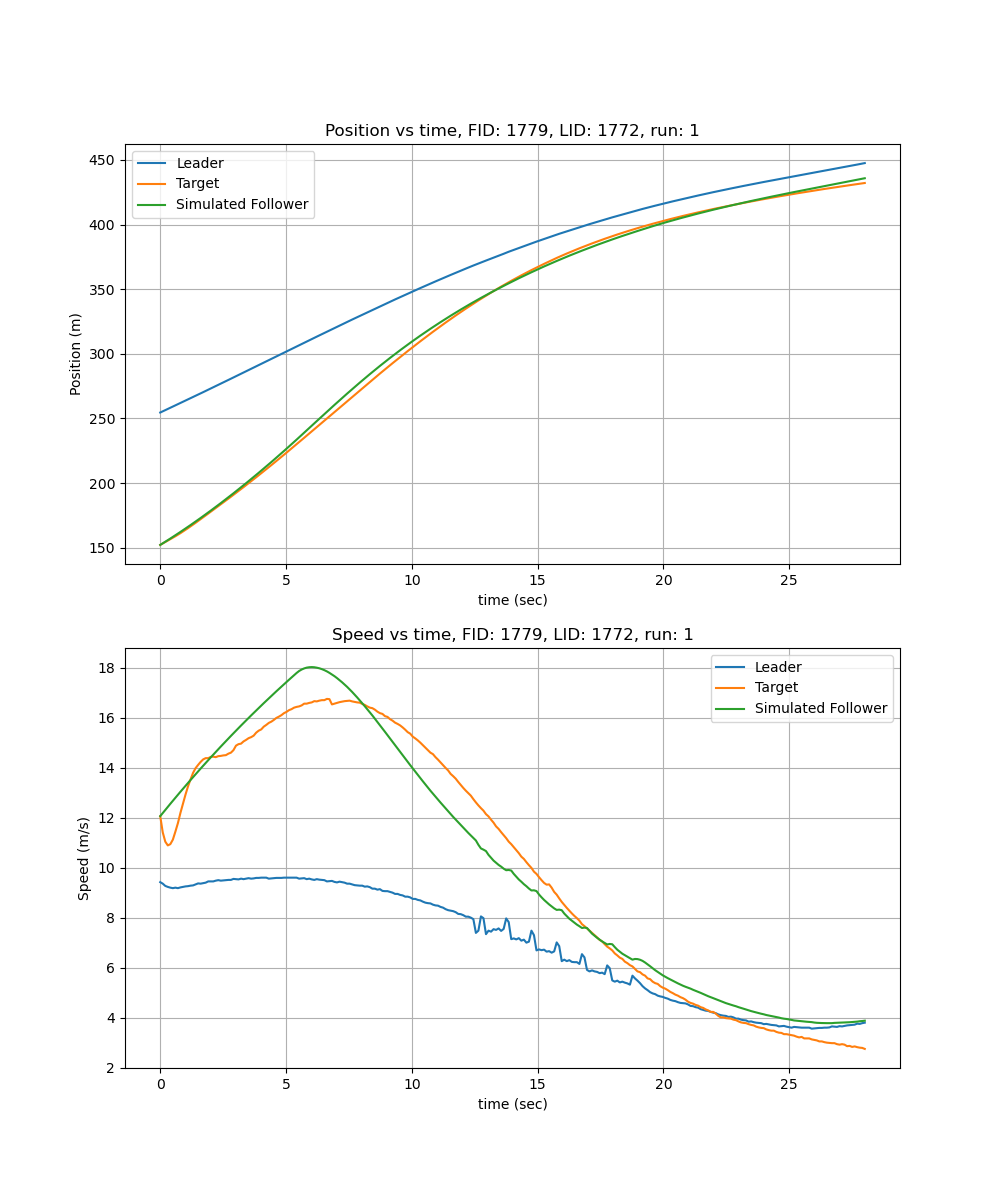 Position vs time, FID: 1779, LID: 1772, run: 1
450
400
350
300
250
200
150
Position (m)
Leader
Target
Simulated Follower
0 5 10 15 20 25
time (sec)
Speed vs time, FID: 1779, LID: 1772, run: 1
18
16
14
12
10
8
6
4
2
Speed (m/s)
Leader
Target
Simulated Follower
0 5 10 15 20 25
time (sec)